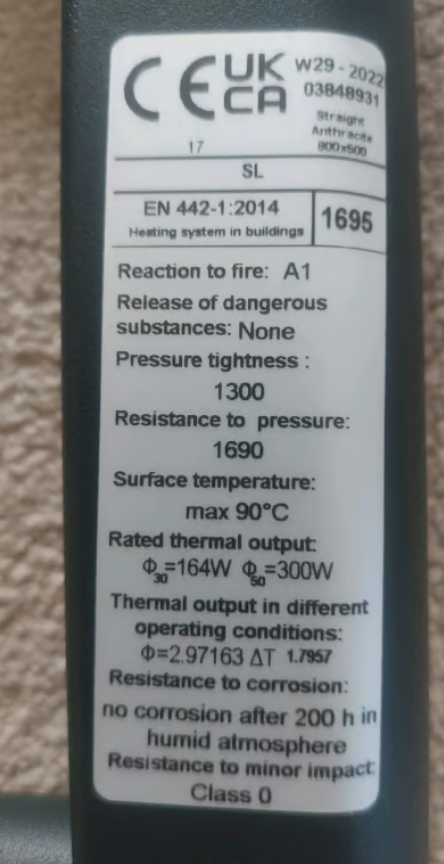 CE UK CA W29-2022
03848931
Straight
Anthracite
800x500
17
SL
EN 442-1:2014
Heating system in buildings
1695
Reaction to fire: A1
Release of dangerous
substances: None
Pressure tightness :
1300
Resistance to pressure:
1690
Surface temperature:
max 90°C
Rated thermal output:
Φ30=164W Φ50=300W
Thermal output in different
operating conditions:
Φ=2.97163 ΔT 1.7957
Resistance to corrosion:
no corrosion after 200 h in
humid atmosphere
Resistance to minor impact:
Class 0